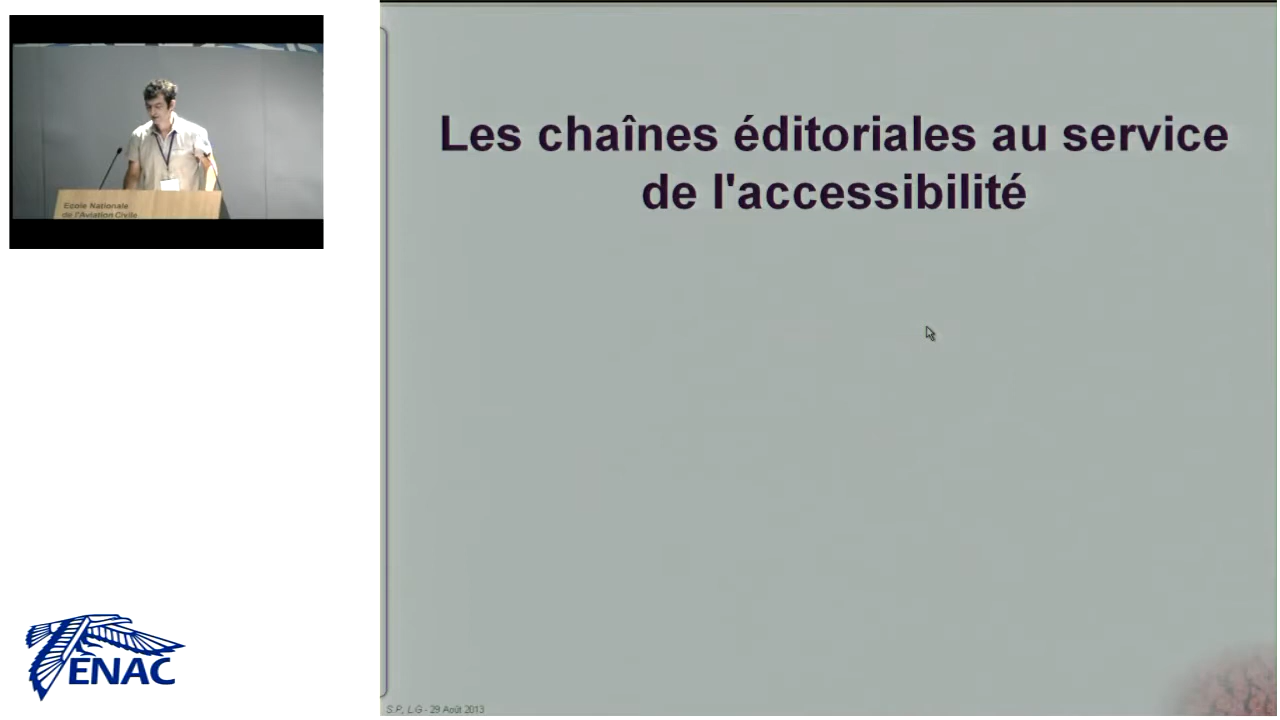 Ecole Nationale
de l'Aviation Civile
Les chaînes éditoriales au service
de l'accessibilité
ENAC
S.P., L.G - 29 Août 2013